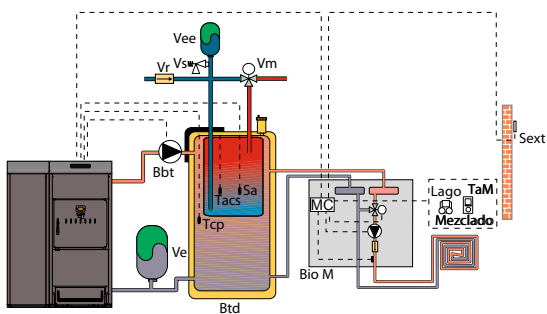 Vee
Vs
Vr
Vm
Sext
Bbt
Sa
Tacs
Tcp
Lago
TaM
MC
Mezclado
Ve
Bio M
Btd